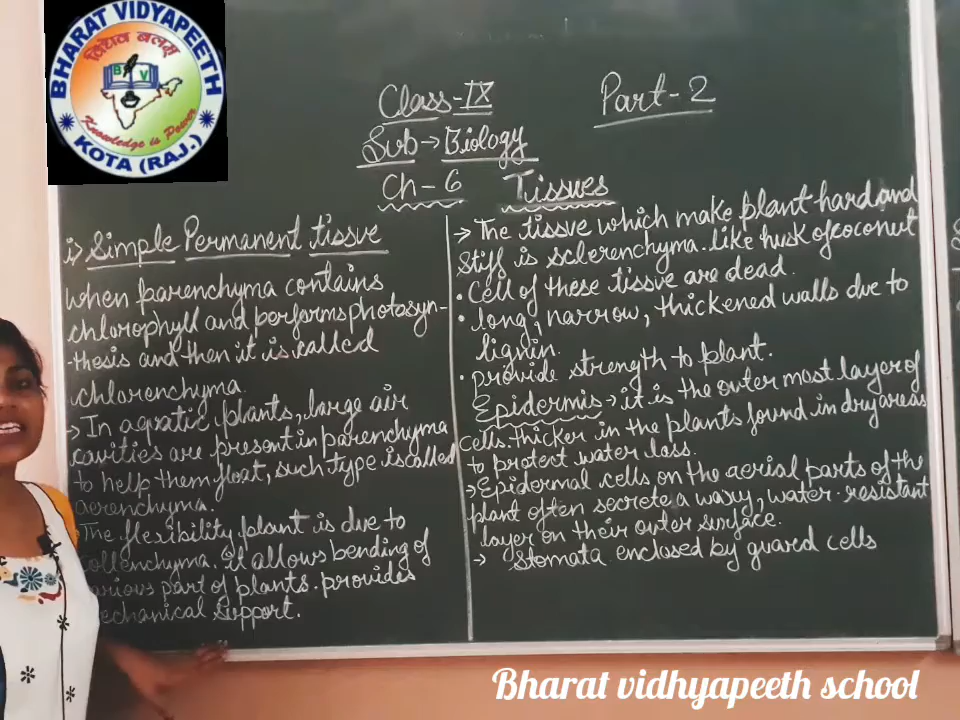 BHARAT VIDYAPEETH
विद्यैव बलम्
B V
Knowledge is Power
KOTA (RAJ.)
Class-IX
Part-2
Sub→Biology
Ch-6 Tissues
i> Simple Permanent tissue
when parenchyma contains
chlorophyll and performs photosyn-
-thesis and then it is called
chlorenchyma
→ In aquatic plants, large air
cavities are present in parenchyma
to help them float, such type is called
aerenchyma.
The flexibility plant is due to
collenchyma. it allows bending of
various part of plants. provides
mechanical support.
→ The tissue which make plant hard and
stiff is sclerenchyma. like husk of coconut
• Cell of these tissue are dead.
• long, narrow, thickened walls due to
lignin.
• provide strength to plant.
Epidermis → it is the outer most layer of
cells. thicker in the plants found in dry areas
to protect water loss.
→ Epidermal cells on the aerial parts of the
plant often secrete a waxy, water-resistant
layer on their outer surface.
→ Stomata enclosed by guard cells
Bharat vidhyapeeth school